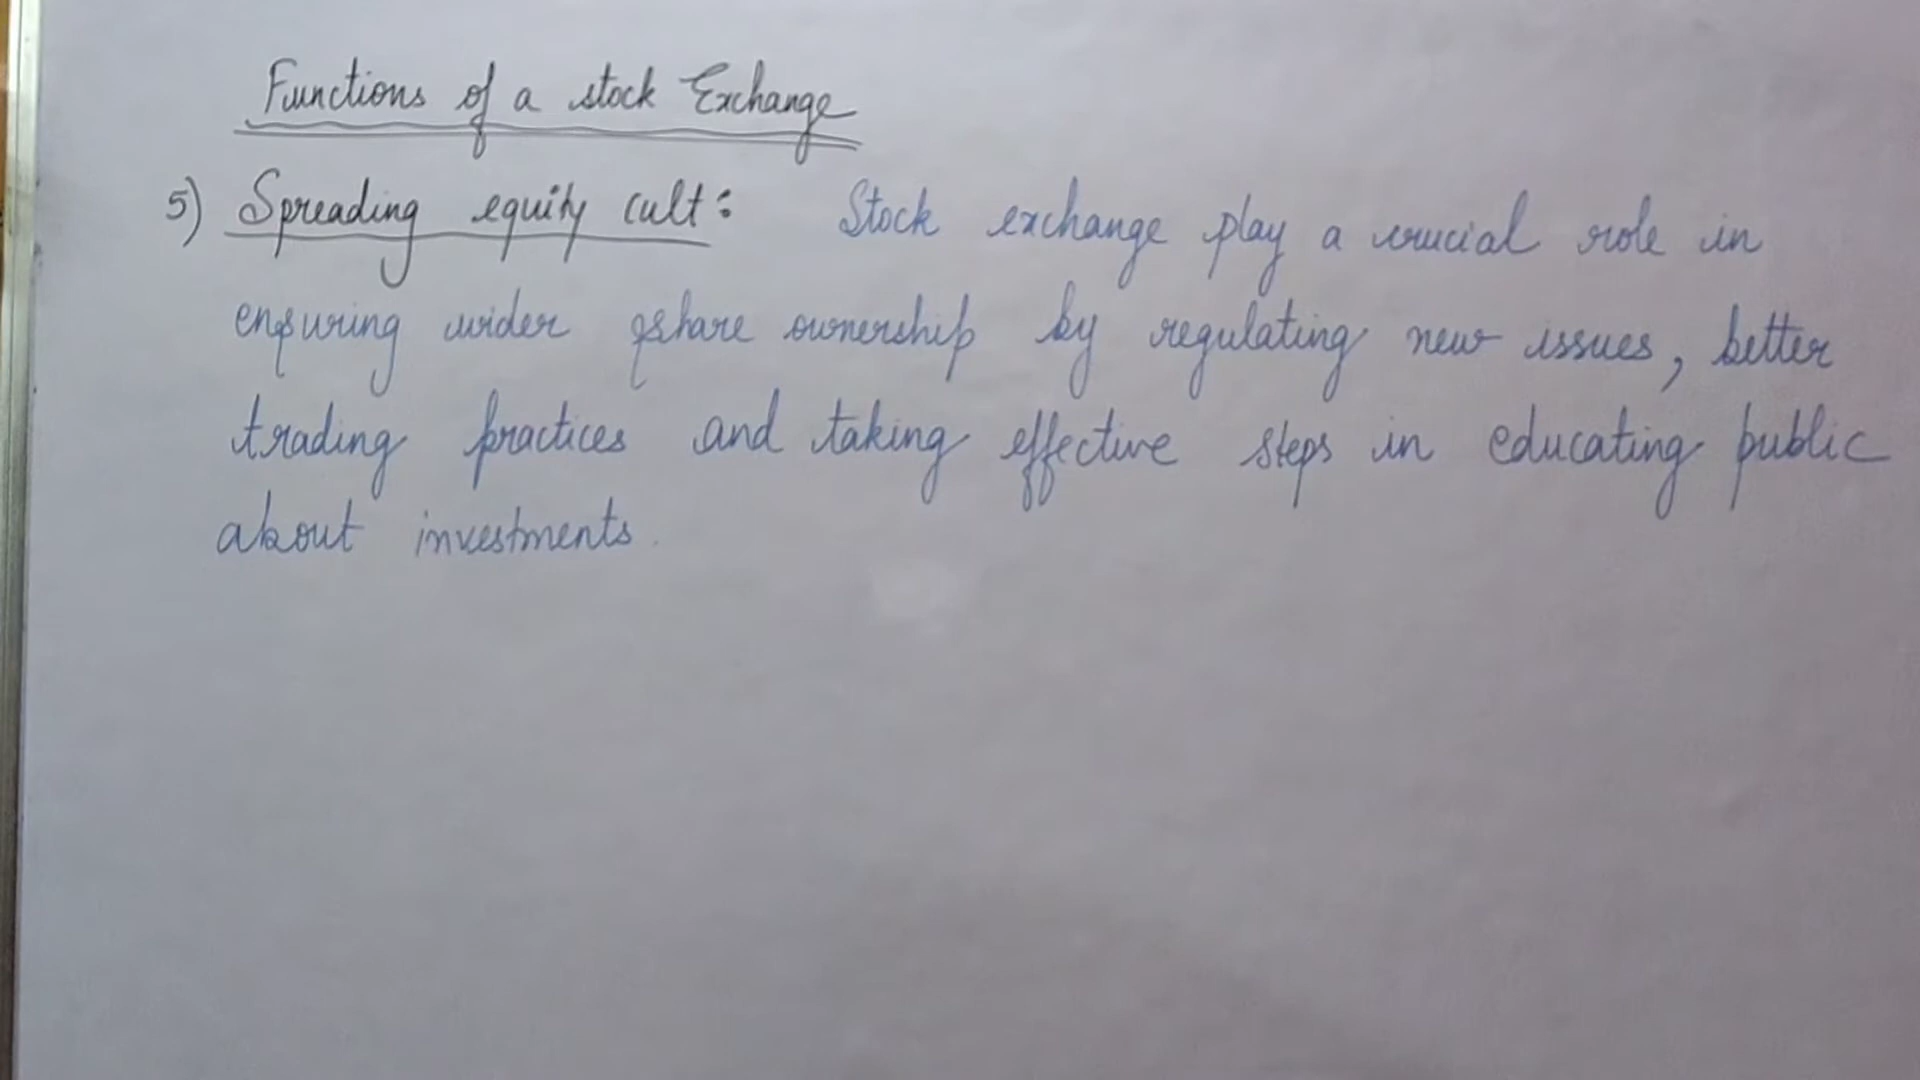 Functions of a stock Exchange
5) Spreading equity cult: Stock exchange play a crucial role in
ensuring wider share ownership by regulating new issues, better
trading practices and taking effective steps in educating public
about investments.